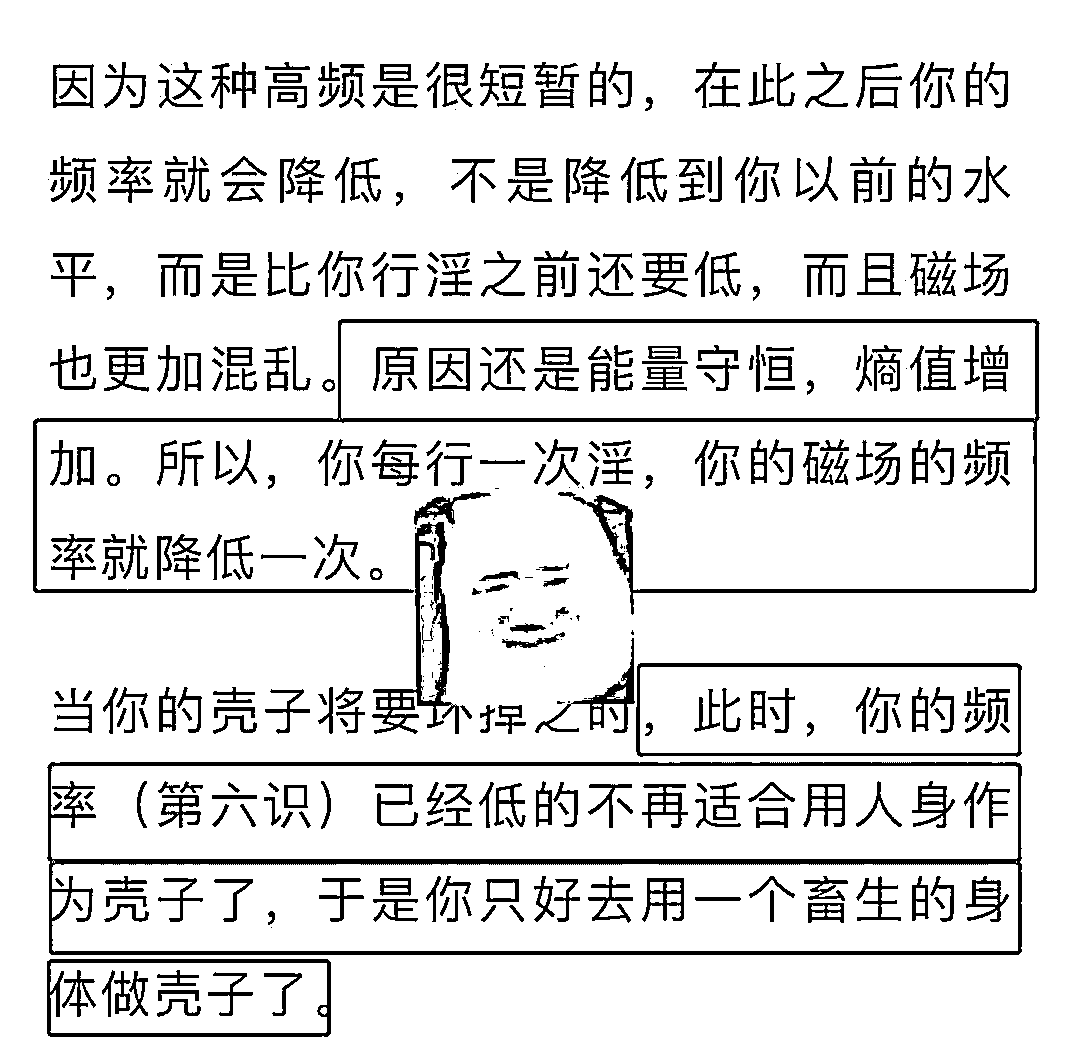 因为这种高频是很短暂的，在此之后你的
频率就会降低，不是降低到你以前的水
平，而是比你行淫之前还要低，而且磁场
也更加混乱。原因还是能量守恒，熵值增
加。所以，你每行一次淫，你的磁场的频
率就降低一次。
当你的壳子将要坏掉之时，此时，你的频
率（第六识）已经低的不再适合用人身作
为壳子了，于是你只好去用一个畜生的身
体做壳子了。